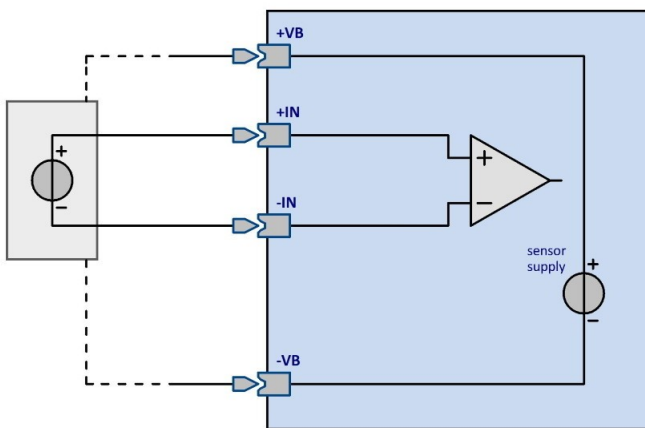 +VB
+IN
+
+
-IN
−
−
sensor
supply
+
−
-VB